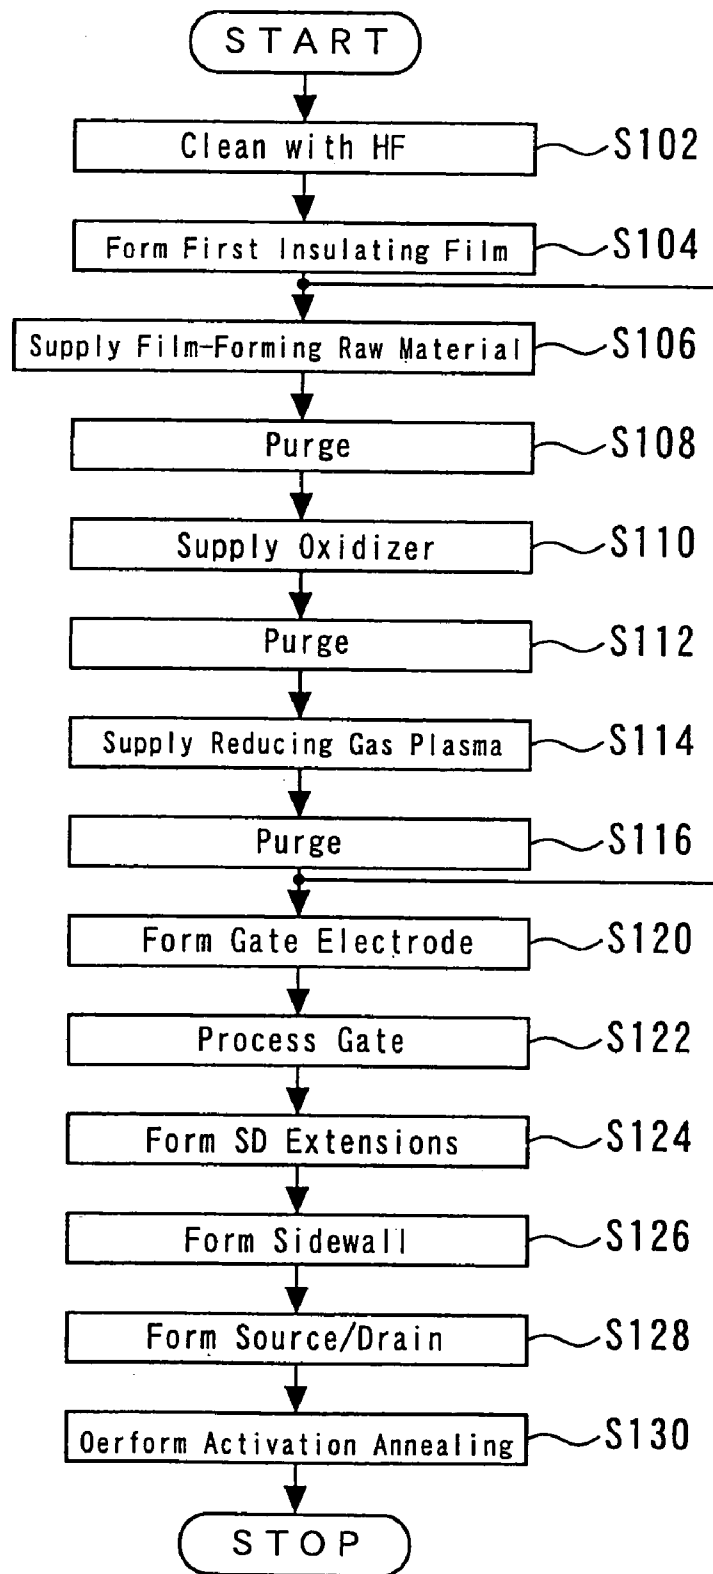 START
Clean with HF
S102
Form First Insulating Film
S104
Supply Film-Forming Raw Material
S106
Purge
S108
Supply Oxidizer
S110
Purge
S112
Supply Reducing Gas Plasma
S114
Purge
S116
Form Gate Electrode
S120
Process Gate
S122
Form SD Extensions
S124
Form Sidewall
S126
Form Source/Drain
S128
Oerform Activation Annealing
S130
STOP